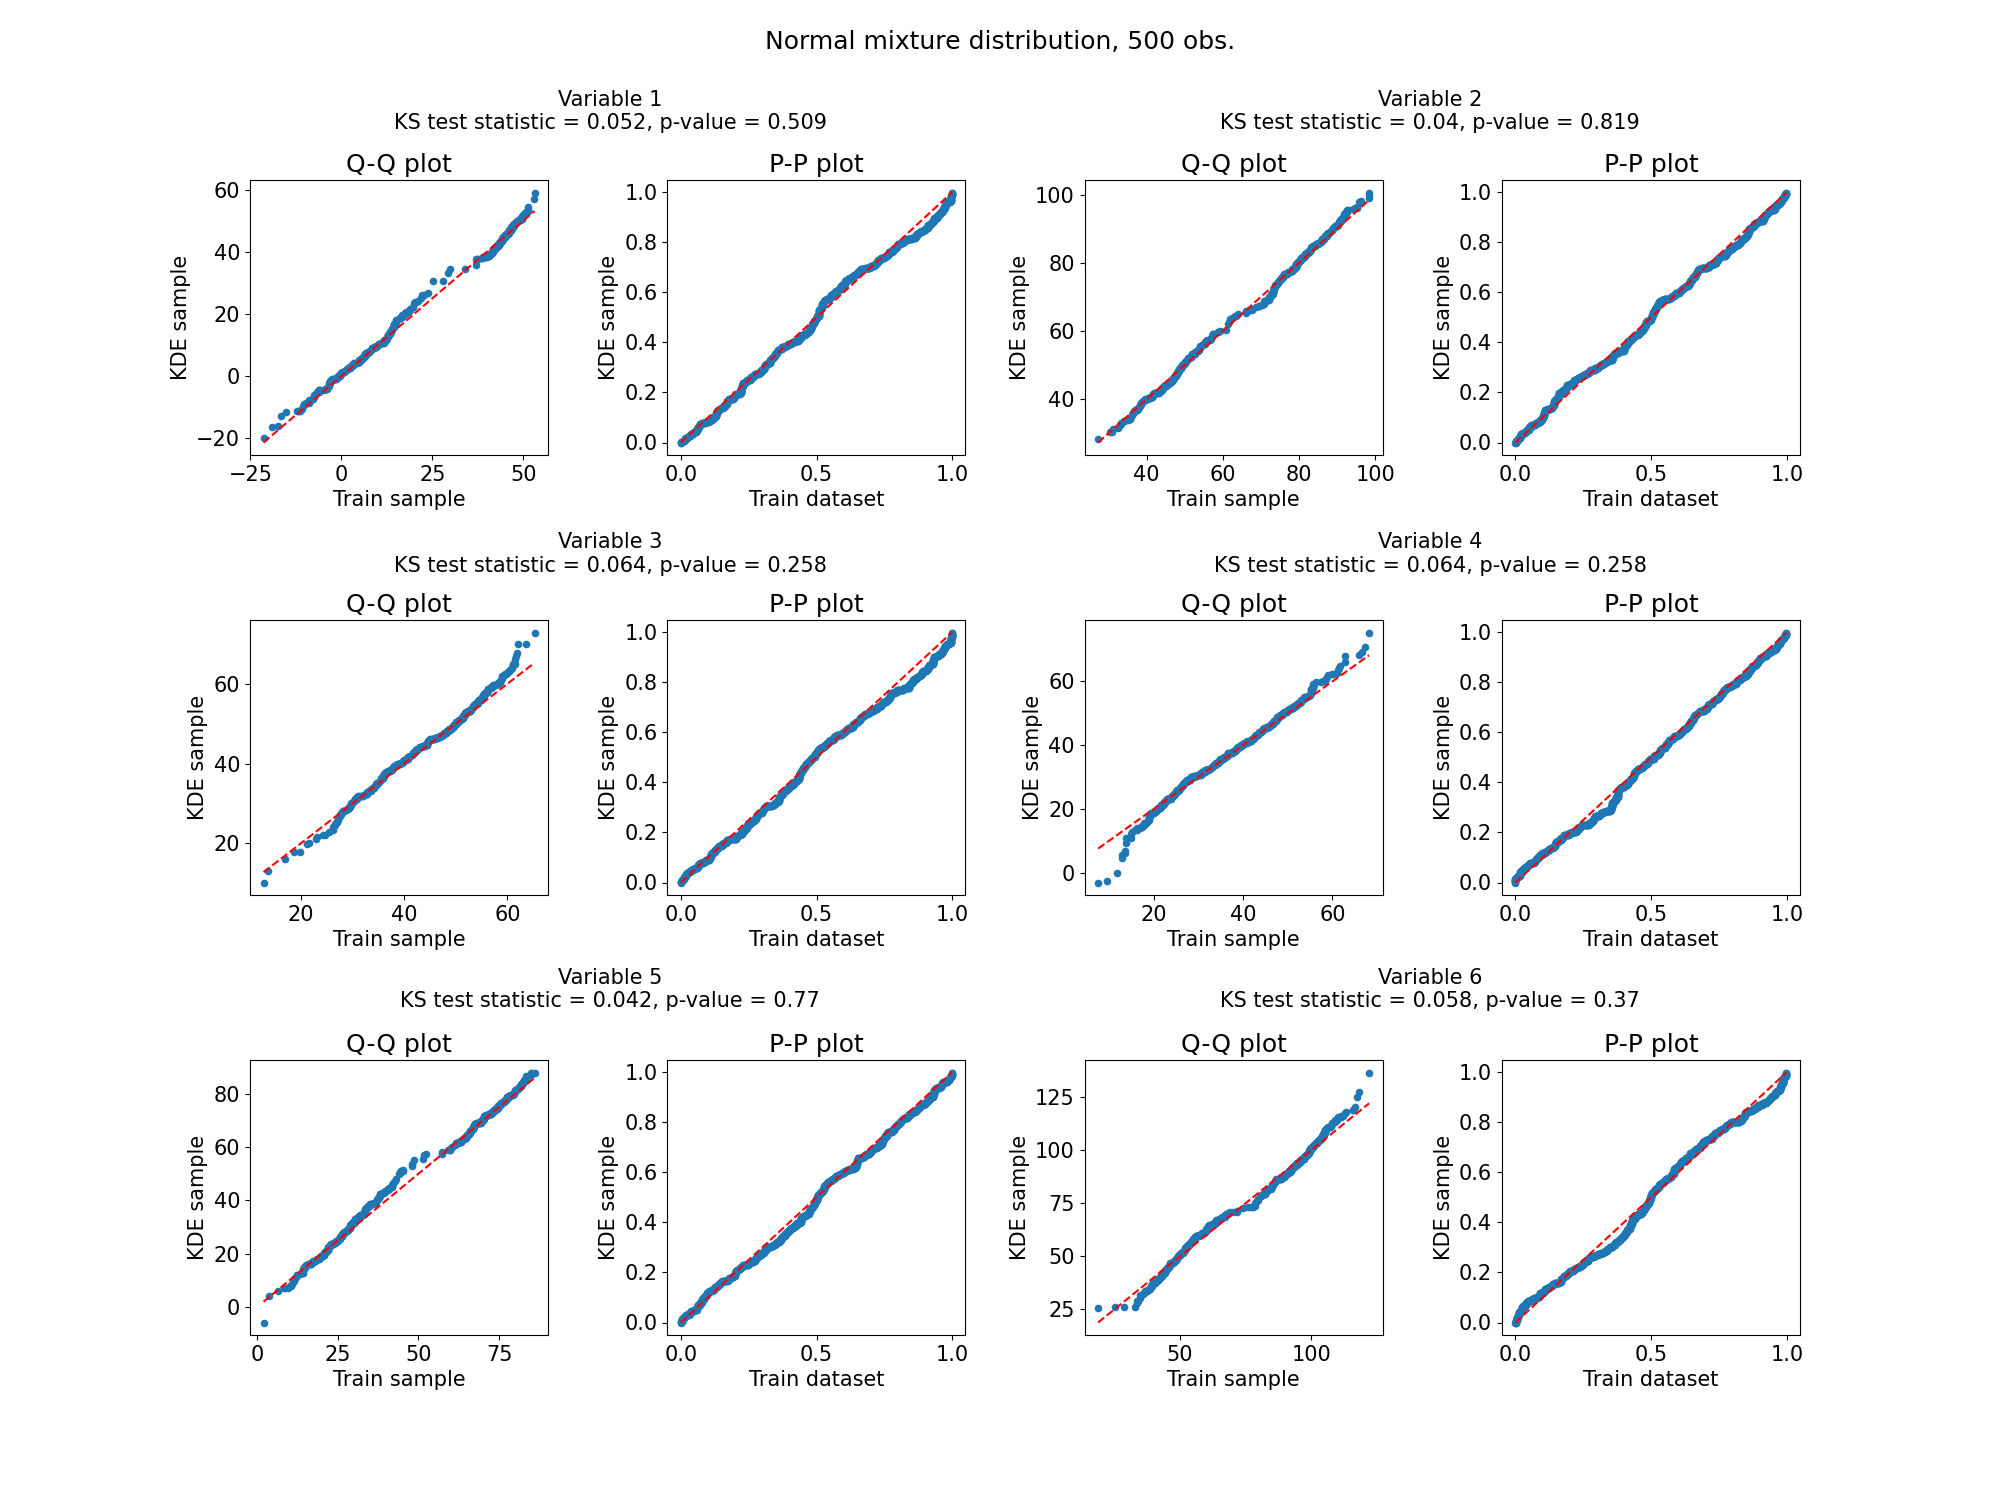 Normal mixture distribution, 500 obs.
Variable 1
KS test statistic = 0.052, p-value = 0.509
Q-Q plot
60
40
20
0
−20
−25
0
25
50
KDE sample
Train sample
P-P plot
1.0
0.8
0.6
0.4
0.2
0.0
0.0
0.5
1.0
KDE sample
Train dataset
Variable 2
KS test statistic = 0.04, p-value = 0.819
Q-Q plot
100
80
60
40
40
60
80
100
KDE sample
Train sample
P-P plot
1.0
0.8
0.6
0.4
0.2
0.0
0.0
0.5
1.0
KDE sample
Train dataset
Variable 3
KS test statistic = 0.064, p-value = 0.258
Q-Q plot
60
40
20
20
40
60
KDE sample
Train sample
P-P plot
1.0
0.8
0.6
0.4
0.2
0.0
0.0
0.5
1.0
KDE sample
Train dataset
Variable 4
KS test statistic = 0.064, p-value = 0.258
Q-Q plot
60
40
20
0
20
40
60
KDE sample
Train sample
P-P plot
1.0
0.8
0.6
0.4
0.2
0.0
0.0
0.5
1.0
KDE sample
Train dataset
Variable 5
KS test statistic = 0.042, p-value = 0.77
Q-Q plot
80
60
40
20
0
0
25
50
75
KDE sample
Train sample
P-P plot
1.0
0.8
0.6
0.4
0.2
0.0
0.0
0.5
1.0
KDE sample
Train dataset
Variable 6
KS test statistic = 0.058, p-value = 0.37
Q-Q plot
125
100
75
50
25
50
100
KDE sample
Train sample
P-P plot
1.0
0.8
0.6
0.4
0.2
0.0
0.0
0.5
1.0
KDE sample
Train dataset